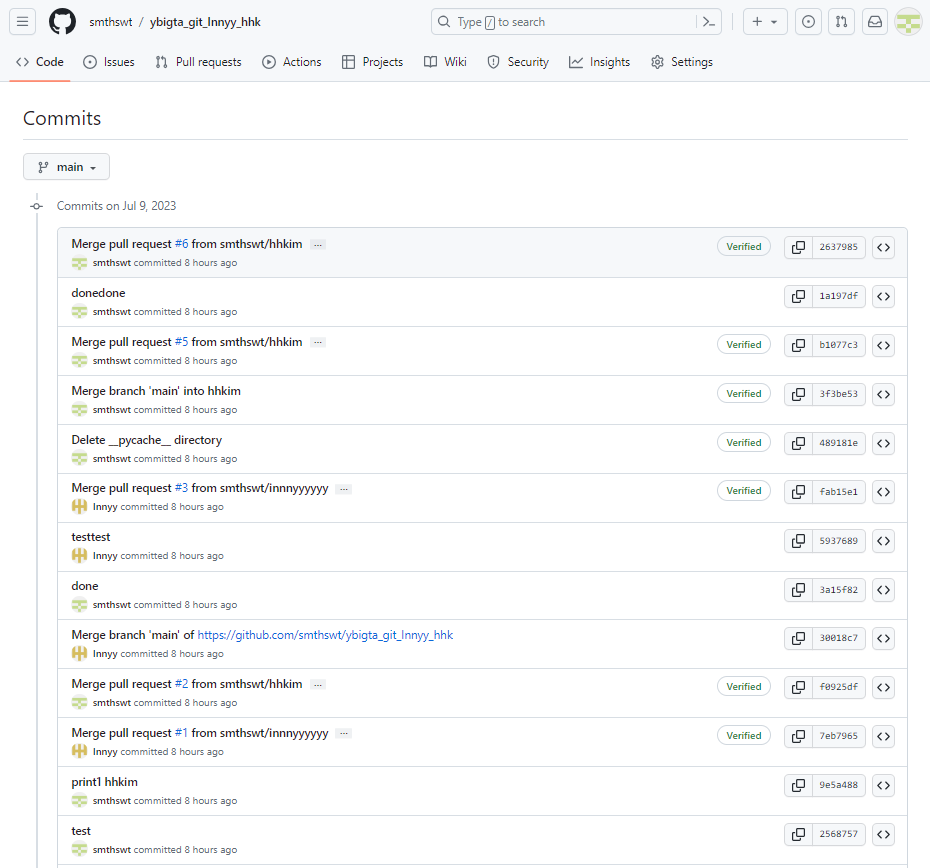 smthswt / ybigta_git_Innyy_hhk
Type / to search
Code Issues Pull requests Actions Projects Wiki Security Insights Settings
Commits
main
Commits on Jul 9, 2023
Merge pull request #6 from smthswt/hhkim ... Verified 2637985
smthswt committed 8 hours ago
donedone 1a197df
smthswt committed 8 hours ago
Merge pull request #5 from smthswt/hhkim ... Verified b1077c3
smthswt committed 8 hours ago
Merge branch 'main' into hhkim Verified 3f3be53
smthswt committed 8 hours ago
Delete __pycache__ directory Verified 489181e
smthswt committed 8 hours ago
Merge pull request #3 from smthswt/innnyyyyyy ... Verified fab15e1
Innyy committed 8 hours ago
testtest 5937689
Innyy committed 8 hours ago
done 3a15f82
smthswt committed 8 hours ago
Merge branch 'main' of https://github.com/smthswt/ybigta_git_Innyy_hhk 30018c7
Innyy committed 8 hours ago
Merge pull request #2 from smthswt/hhkim ... Verified f0925df
smthswt committed 8 hours ago
Merge pull request #1 from smthswt/innnyyyyyy ... Verified 7eb7965
Innyy committed 8 hours ago
print1 hhkim 9e5a488
smthswt committed 8 hours ago
test 2568757
smthswt committed 8 hours ago